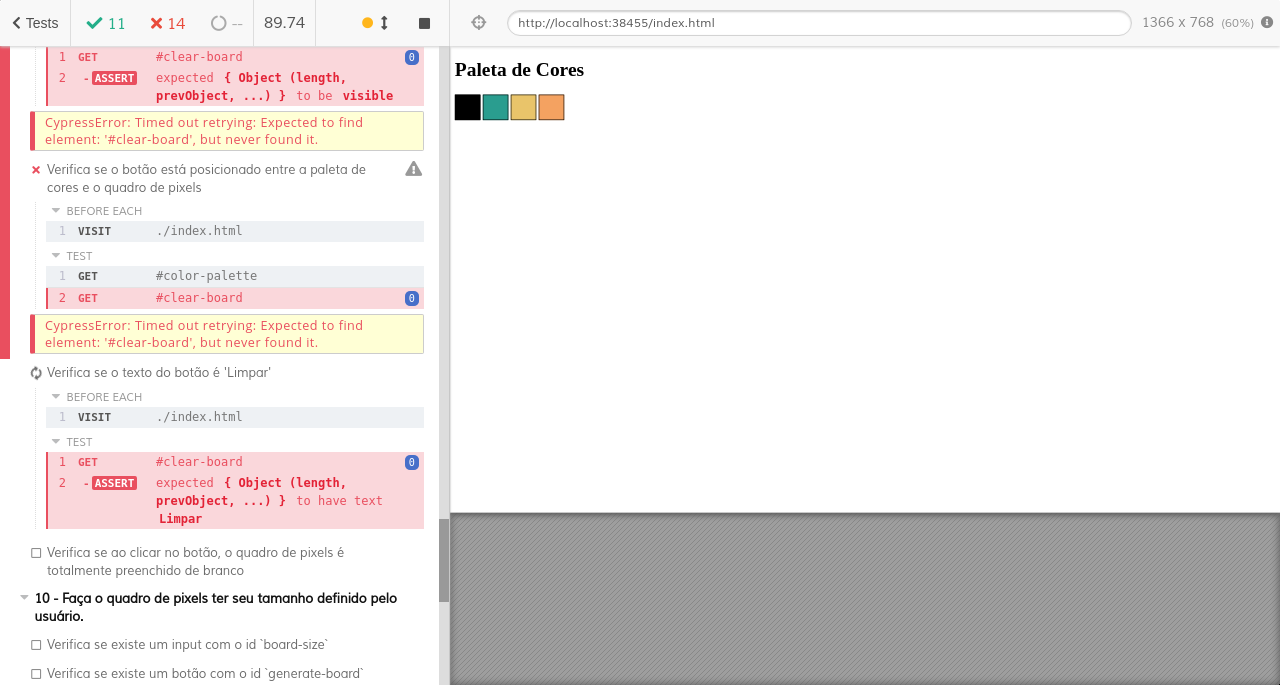 Tests 11 14 -- 89.74
http://localhost:38455/index.html 1366 x 768 (60%)
1 GET #clear-board 0
2 -ASSERT expected { Object (length,
prevObject, ...) } to be visible
CypressError: Timed out retrying: Expected to find
element: '#clear-board', but never found it.
Verifica se o botão está posicionado entre a paleta de
cores e o quadro de pixels
BEFORE EACH
1 VISIT ./index.html
TEST
1 GET #color-palette
2 GET #clear-board 0
CypressError: Timed out retrying: Expected to find
element: '#clear-board', but never found it.
Verifica se o texto do botão é 'Limpar'
BEFORE EACH
1 VISIT ./index.html
TEST
1 GET #clear-board 0
2 -ASSERT expected { Object (length,
prevObject, ...) } to have text
Limpar
Verifica se ao clicar no botão, o quadro de pixels é
totalmente preenchido de branco
10 - Faça o quadro de pixels ter seu tamanho definido pelo
usuário.
Verifica se existe um input com o id `board-size`
Verifica se existe um botão com o id `generate-board`
Paleta de Cores